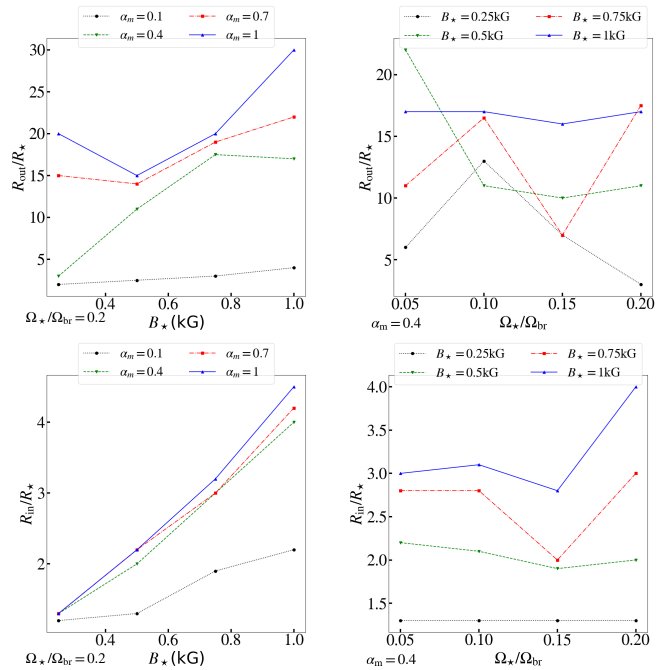 α_m = 0.1 α_m = 0.7
α_m = 0.4 α_m = 1
30
25
20
15
10
5
R_out/R_⋆
0.4 0.6 0.8 1.0
Ω_⋆/Ω_br = 0.2 B_⋆ (kG)
B_⋆ = 0.25kG B_⋆ = 0.75kG
B_⋆ = 0.5kG B_⋆ = 1kG
20
15
10
5
R_out/R_⋆
0.05 0.10 0.15 0.20
α_m = 0.4 Ω_⋆/Ω_br
α_m = 0.1 α_m = 0.7
α_m = 0.4 α_m = 1
4
3
2
R_in/R_⋆
0.4 0.6 0.8 1.0
Ω_⋆/Ω_br = 0.2 B_⋆ (kG)
B_⋆ = 0.25kG B_⋆ = 0.75kG
B_⋆ = 0.5kG B_⋆ = 1kG
4.0
3.5
3.0
2.5
2.0
1.5
R_in/R_⋆
0.05 0.10 0.15 0.20
α_m = 0.4 Ω_⋆/Ω_br